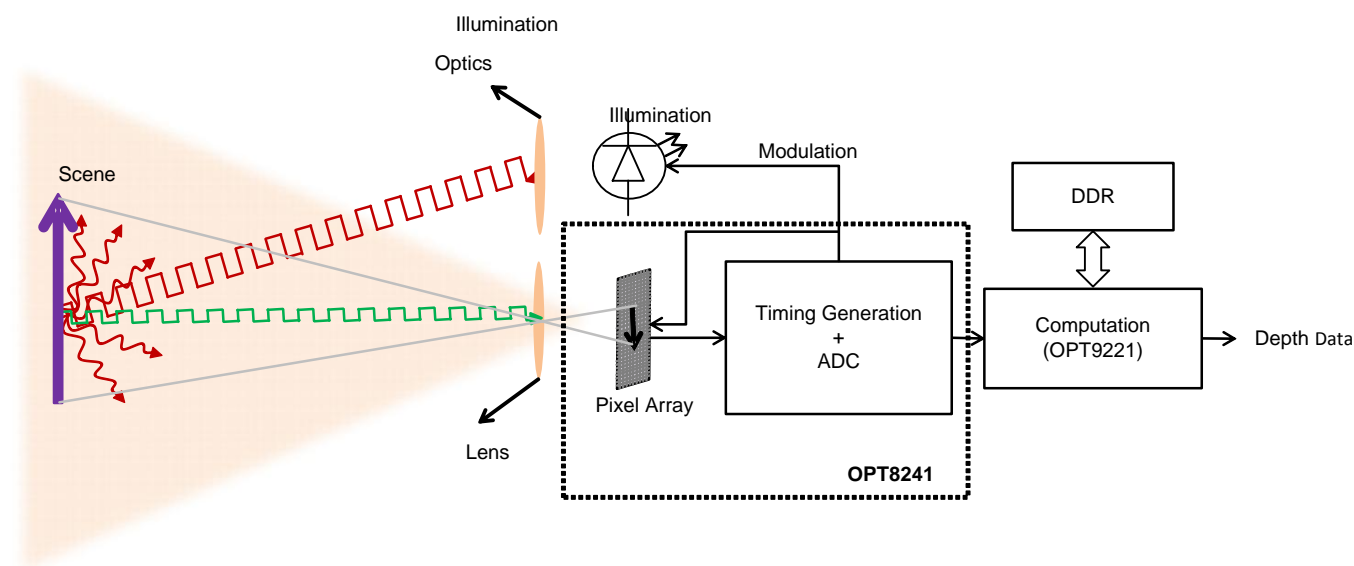 Illumination
Optics
Illumination
Modulation
Scene
DDR
Timing Generation
+
ADC
Computation
(OPT9221)
Depth Data
Pixel Array
Lens
OPT8241